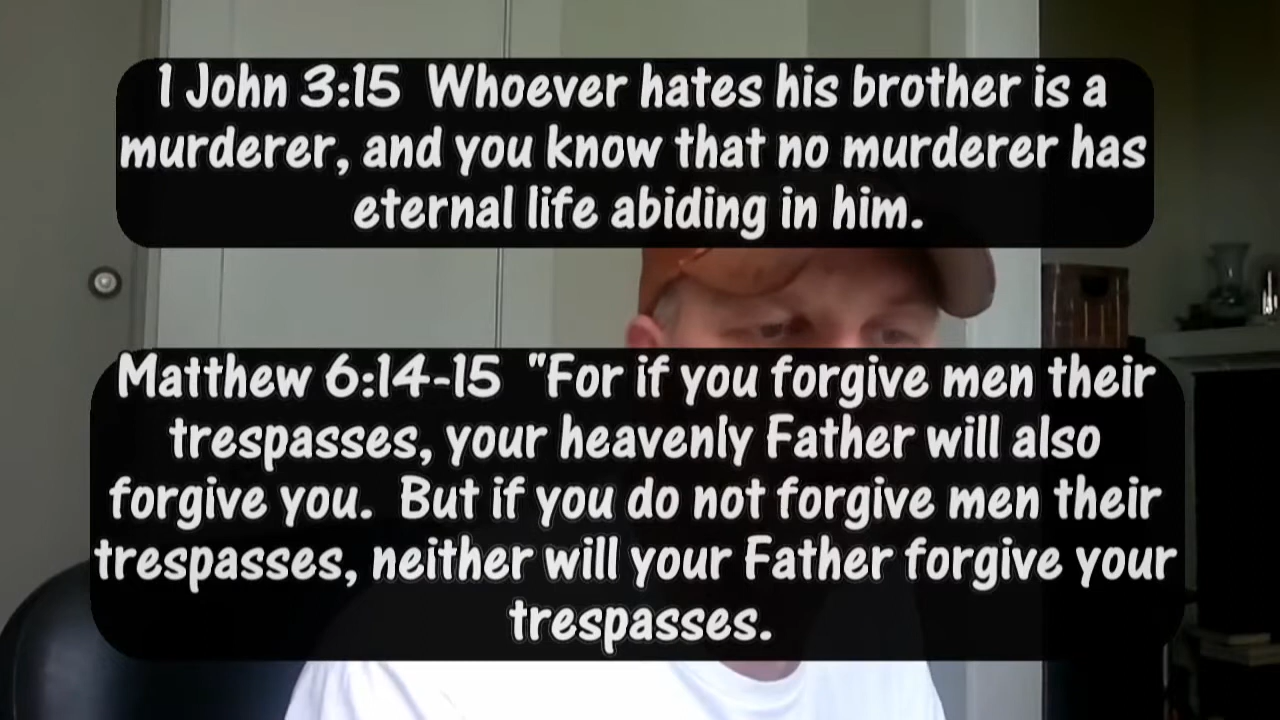 1 John 3:15  Whoever hates his brother is a
murderer, and you know that no murderer has
eternal life abiding in him.
Matthew 6:14-15  "For if you forgive men their
trespasses, your heavenly Father will also
forgive you.  But if you do not forgive men their
trespasses, neither will your Father forgive your
trespasses.